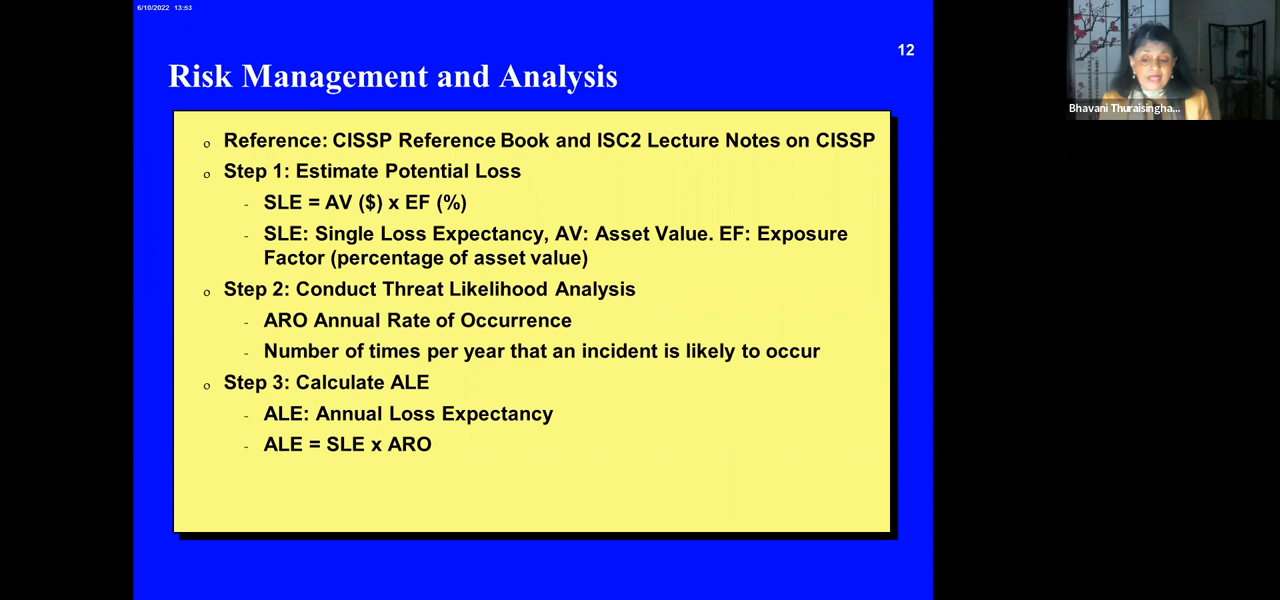 6/10/2022 13:53
12
Risk Management and Analysis
o Reference: CISSP Reference Book and ISC2 Lecture Notes on CISSP
o Step 1: Estimate Potential Loss
- SLE = AV ($) x EF (%)
- SLE: Single Loss Expectancy, AV: Asset Value. EF: Exposure
Factor (percentage of asset value)
o Step 2: Conduct Threat Likelihood Analysis
- ARO Annual Rate of Occurrence
- Number of times per year that an incident is likely to occur
o Step 3: Calculate ALE
- ALE: Annual Loss Expectancy
- ALE = SLE x ARO
Bhavani Thuraisingha...